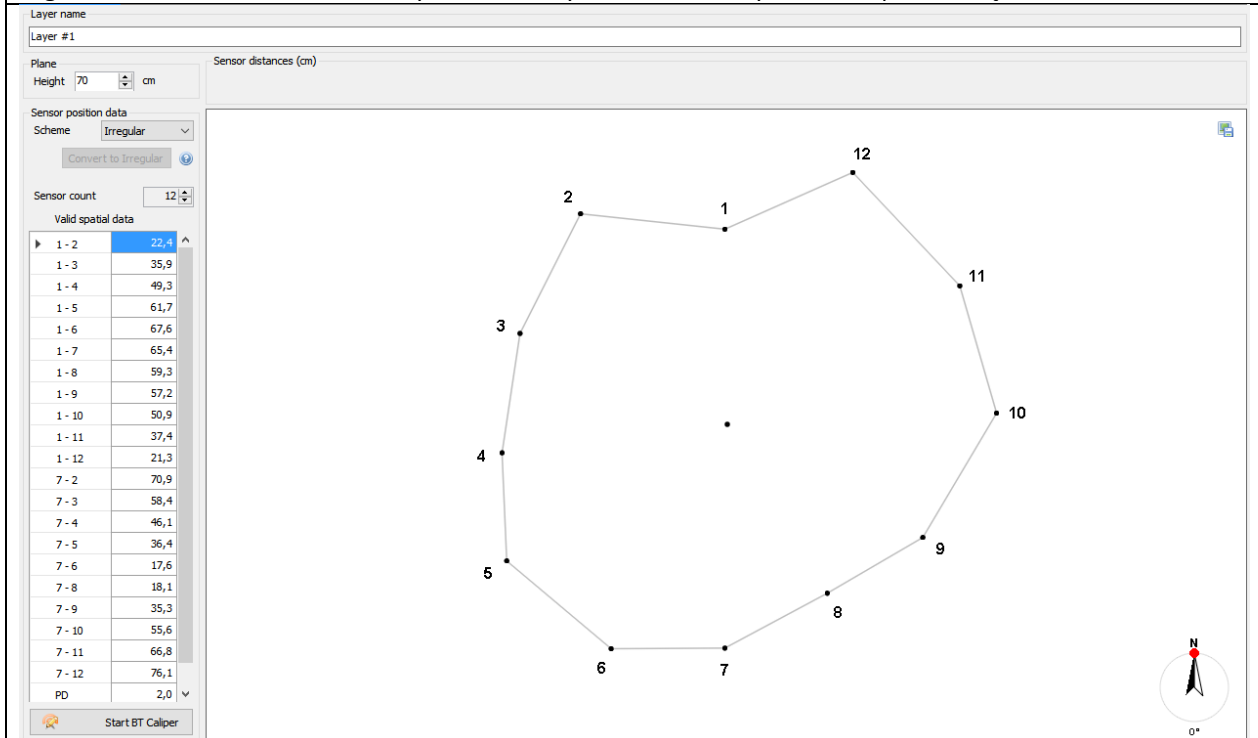 Layer name
Layer #1
Plane
Height 70 cm
Sensor distances (cm)
Sensor position data
Scheme Irregular
Convert to Irregular
Sensor count 12
Valid spatial data
1 - 2 22,4
1 - 3 35,9
1 - 4 49,3
1 - 5 61,7
1 - 6 67,6
1 - 7 65,4
1 - 8 59,3
1 - 9 57,2
1 - 10 50,9
1 - 11 37,4
1 - 12 21,3
7 - 2 70,9
7 - 3 58,4
7 - 4 46,1
7 - 5 36,4
7 - 6 17,6
7 - 8 18,1
7 - 9 35,3
7 - 10 55,6
7 - 11 66,8
7 - 12 76,1
PD 2,0
Start BT Caliper
12
2
1
11
3
10
4
9
5
8
6
7
N
0°